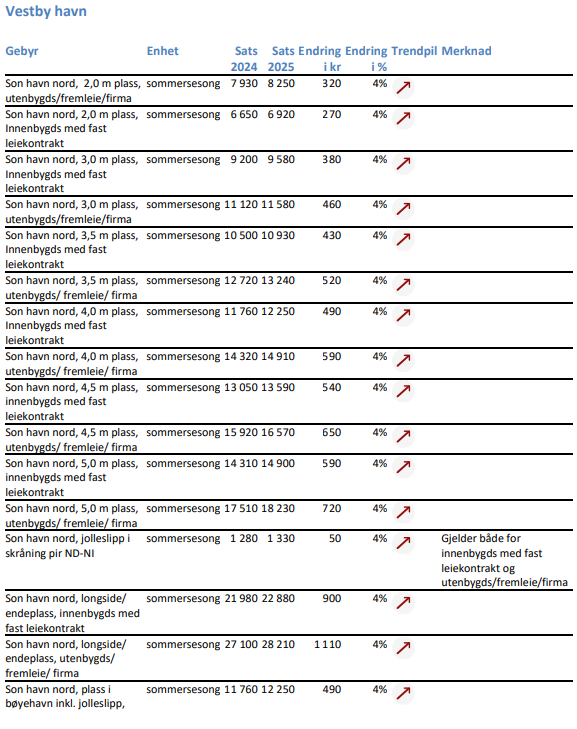 Vestby havn
Gebyr Enhet Sats Sats Endring Endring Trendpil Merknad
2024 2025 i kr i %
Son havn nord, 2,0 m plass, sommersesong 7 930 8 250 320 4%
utenbygds/fremleie/firma
Son havn nord, 2,0 m plass, sommersesong 6 650 6 920 270 4%
Innenbygds med fast
leiekontrakt
Son havn nord, 3,0 m plass, sommersesong 9 200 9 580 380 4%
Innenbygds med fast
leiekontrakt
Son havn nord, 3,0 m plass, sommersesong 11 120 11 580 460 4%
utenbygds/fremleie/firma
Son havn nord, 3,5 m plass, sommersesong 10 500 10 930 430 4%
Innenbygds med fast
leiekontrakt
Son havn nord, 3,5 m plass, sommersesong 12 720 13 240 520 4%
utenbygds/ fremleie/ firma
Son havn nord, 4,0 m plass, sommersesong 11 760 12 250 490 4%
Innenbygds med fast
leiekontrakt
Son havn nord, 4,0 m plass, sommersesong 14 320 14 910 590 4%
utenbygds/ fremleie/ firma
Son havn nord, 4,5 m plass, sommersesong 13 050 13 590 540 4%
innenbygds med fast
leiekontrakt
Son havn nord, 4,5 m plass, sommersesong 15 920 16 570 650 4%
utenbygds/ fremleie/ firma
Son havn nord, 5,0 m plass, sommersesong 14 310 14 900 590 4%
innenbygds med fast
leiekontrakt
Son havn nord, 5,0 m plass, sommersesong 17 510 18 230 720 4%
utenbygds/ fremleie/ firma
Son havn nord, jolleslipp i sommersesong 1 280 1 330 50 4% Gjelder både for
skråning pir ND-NI innenbygds med fast
leiekontrakt og
utenbygds/fremleie/firma
Son havn nord, longside/ sommersesong 21 980 22 880 900 4%
endeplass, innenbygds med
fast leiekontrakt
Son havn nord, longside/ sommersesong 27 100 28 210 1 110 4%
endeplass, utenbygds/
fremleie/ firma
Son havn nord, plass i sommersesong 11 760 12 250 490 4%
bøyehavn inkl. jolleslipp,